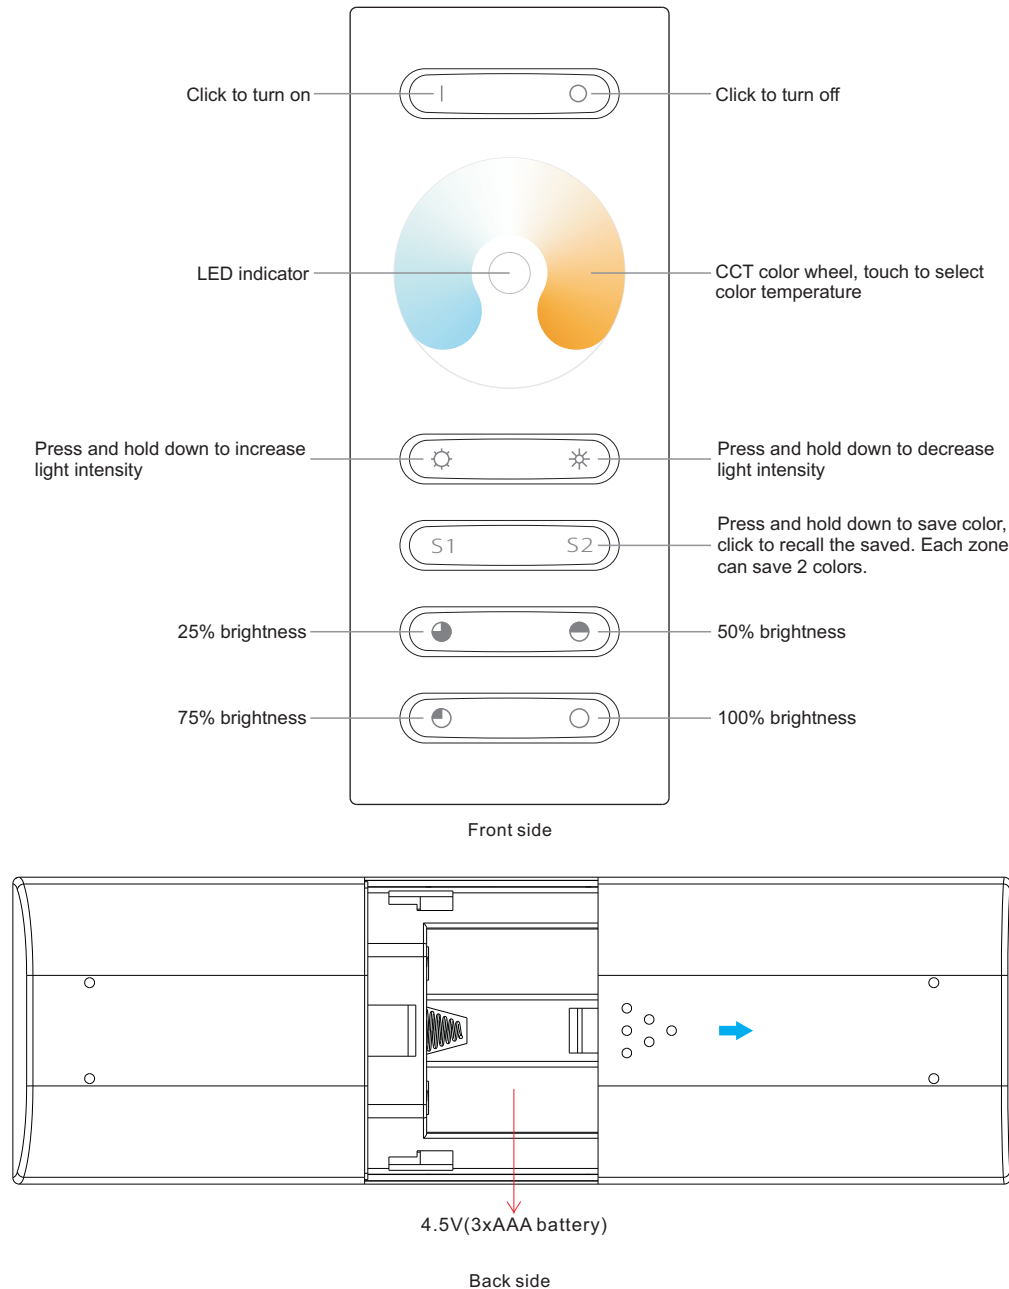 Click to turn on
Click to turn off
LED indicator
CCT color wheel, touch to select
color temperature
Press and hold down to increase
light intensity
Press and hold down to decrease
light intensity
S1
S2
Press and hold down to save color,
click to recall the saved. Each zone
can save 2 colors.
25% brightness
50% brightness
75% brightness
100% brightness
Front side
4.5V(3xAAA battery)
Back side